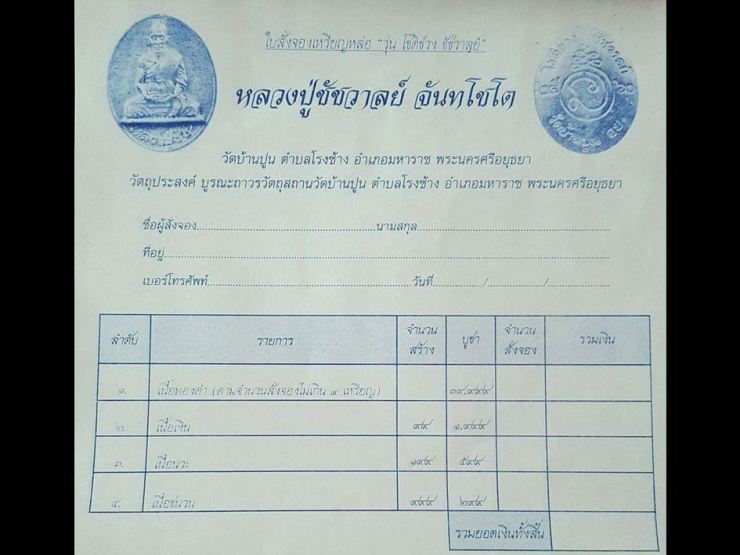 ใบสั่งจองเหรียญหล่อ "รุ่น โชติช่วง ชัชวาลย์"
หลวงปู่ชัชวาลย์ จันทโชโต
วัดบ้านปูน ตำบลโรงช้าง อำเภอมหาราช พระนครศรีอยุธยา
วัตถุประสงค์ บูรณะถาวรวัตถุสถานวัดบ้านปูน ตำบลโรงช้าง อำเภอมหาราช พระนครศรีอยุธยา
ชื่อผู้สั่งจอง นามสกุล
ที่อยู่
เบอร์โทรศัพท์ วันที่ / /
ลำดับ รายการ จำนวนสร้าง บูชา จำนวนสั่งจอง รวมเงิน
๑. เนื้อทองคำ (ตามจำนวนสั่งจองไม่เกิน ๙ เหรียญ) ๓๙,๙๙๙
๒. เนื้อเงิน ๙๙ ๑,๙๙๙
๓. เนื้อนวะ ๑๙๙ ๕๙๙
๔. เนื้อชนวน ๙๙๙ ๒๙๙
รวมยอดเงินทั้งสิ้น